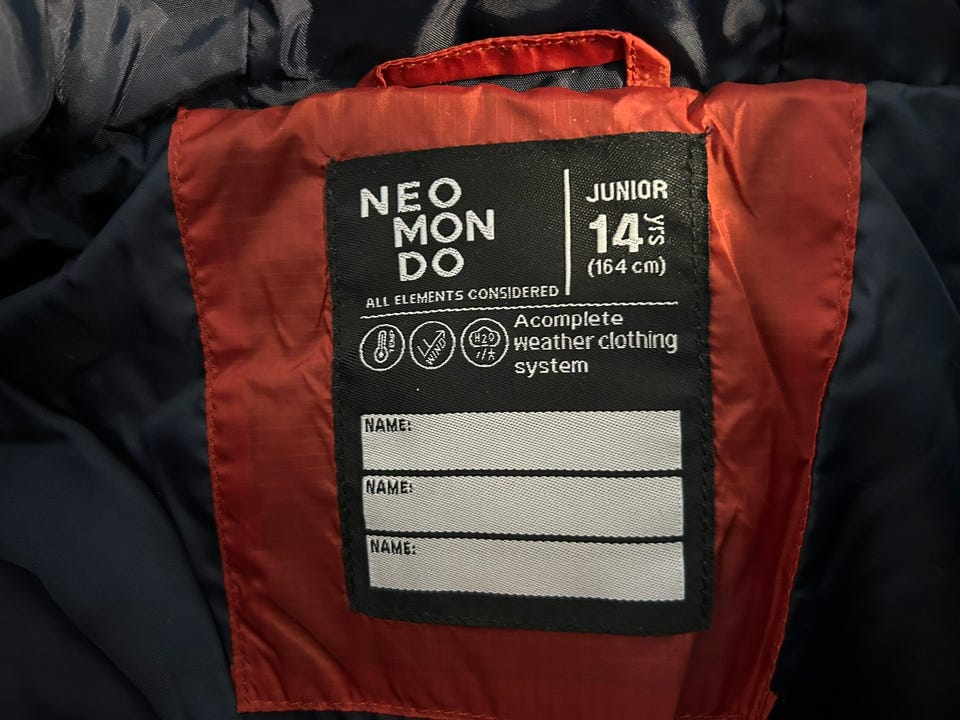 NEO
MON
DO
ALL ELEMENTS CONSIDERED
JUNIOR
14 yrs
(164 cm)
WIND
H2O
Acomplete
weather clothing
system
NAME:
NAME:
NAME: